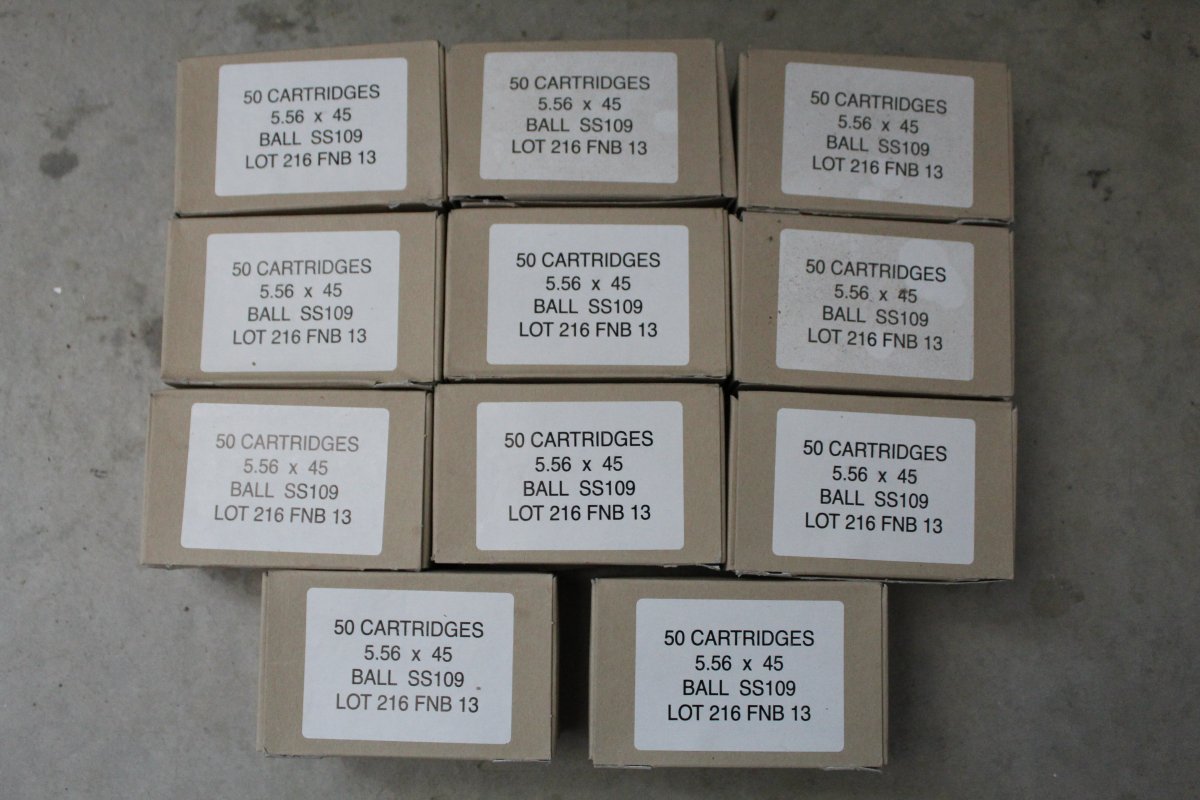 50 CARTRIDGES
5.56 x 45
BALL SS109
LOT 216 FNB 13
50 CARTRIDGES
5.56 x 45
BALL SS109
LOT 216 FNB 13
50 CARTRIDGES
5.56 x 45
BALL SS109
LOT 216 FNB 13
50 CARTRIDGES
5.56 x 45
BALL SS109
LOT 216 FNB 13
50 CARTRIDGES
5.56 x 45
BALL SS109
LOT 216 FNB 13
50 CARTRIDGES
5.56 x 45
BALL SS109
LOT 216 FNB 13
50 CARTRIDGES
5.56 x 45
BALL SS109
LOT 216 FNB 13
50 CARTRIDGES
5.56 x 45
BALL SS109
LOT 216 FNB 13
50 CARTRIDGES
5.56 x 45
BALL SS109
LOT 216 FNB 13
50 CARTRIDGES
5.56 x 45
BALL SS109
LOT 216 FNB 13
50 CARTRIDGES
5.56 x 45
BALL SS109
LOT 216 FNB 13